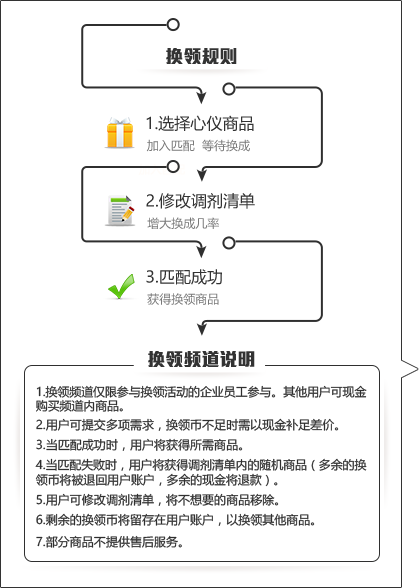 换领规则
1.选择心仪商品
加入匹配 等待换成
2.修改调剂清单
增大换成几率
3.匹配成功
获得换领商品
换领频道说明
1.换领频道仅限参与换领活动的企业员工参与。其他用户可现金
购买频道内商品。
2.用户可提交多项需求，换领币不足时需以现金补足差价。
3.当匹配成功时，用户将获得所需商品。
4.当匹配失败时，用户将获得调剂清单内的随机商品（多余的换
领币将被退回用户账户，多余的现金将退款）。
5.用户可修改调剂清单，将不想要的商品移除。
6.剩余的换领币将留存在用户账户，以换领其他商品。
7.部分商品不提供售后服务。